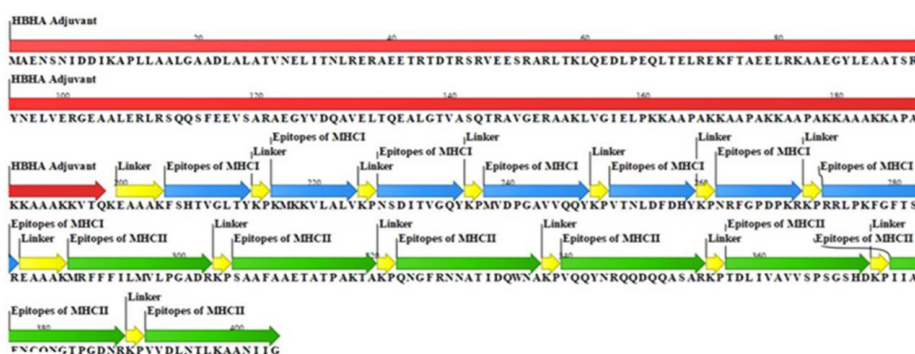 HBHA Adjuvant
20 40 60 80
MAENSNIDDIKAPLLAALGAADLALATVNELITNLRERAEETRTDTRSRVEESRARLTKLQEDLPEQLTELREKFTAEELRKAAEGYLEAATSR
HBHA Adjuvant
100 120 140 160 180
YNELVERGEAALERLRSQQSFEEVSARAEGYVDQAVELTQEALGTVASQTRAVGERAAKLVGIELPKKAAPAKKAAPAKKAAPAKKAAAKKAPA
Epitopes of MHCI Linker Epitopes of MHCI Linker
HBHA Adjuvant Linker Epitopes of MHCI Linker Epitopes of MHCI Linker Epitopes of MHCI Linker Epitopes of MHCI
200 220 240 260 280
KKAAAKKVTQKEAAAKFSHTVGLTYKPKMKKVLALVKPNSDITVGQYKPMVDPGAVVQQYKPVTNLDFDHYKPNRFGPDPKRKPRRLPKFGFTS
Epitopes of MHCI Linker Epitopes of MHCII Linker
Linker Epitopes of MHCII Epitopes of MHCII Linker Epitopes of MHCII Linker Epitopes of MHCII Linker Epitopes of MHCII
300 320 340 360
REAAAKMRFFFILMVLPGADRKPSAAFAAETATPAKTAKPQNGFRNNATIDQWNAKPVQQYNRQQDQQASARKPTDLIVAVVSPSGSHDKPIIA
Linker
Epitopes of MHCII Epitopes of MHCII
380 400
ENCQNGTPGDNRKPVVDLNTLKAANIIG